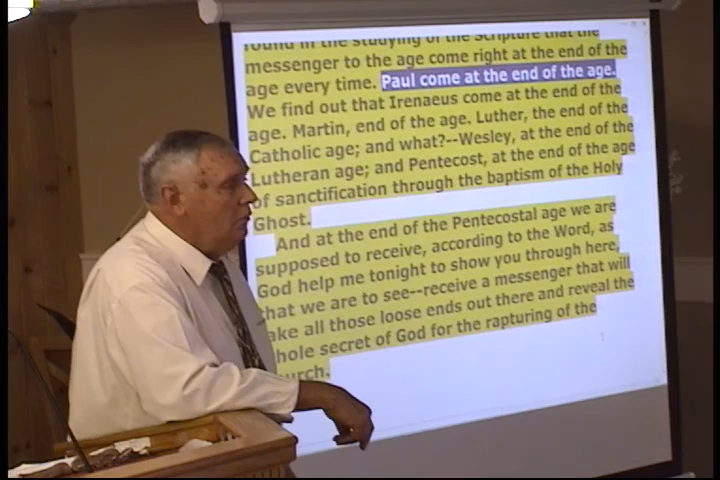 found in the studying of the Scripture that the
messenger to the age come right at the end of the
age every time. Paul come at the end of the age.
We find out that Irenaeus come at the end of the
age. Martin, end of the age. Luther, the end of the
Catholic age; and what?--Wesley, at the end of the
Lutheran age; and Pentecost, at the end of the age
of sanctification through the baptism of the Holy
Ghost.
And at the end of the Pentecostal age we are
supposed to receive, according to the Word, as
God help me tonight to show you through here,
that we are to see--receive a messenger that will
ake all those loose ends out there and reveal the
hole secret of God for the rapturing of the
urch.